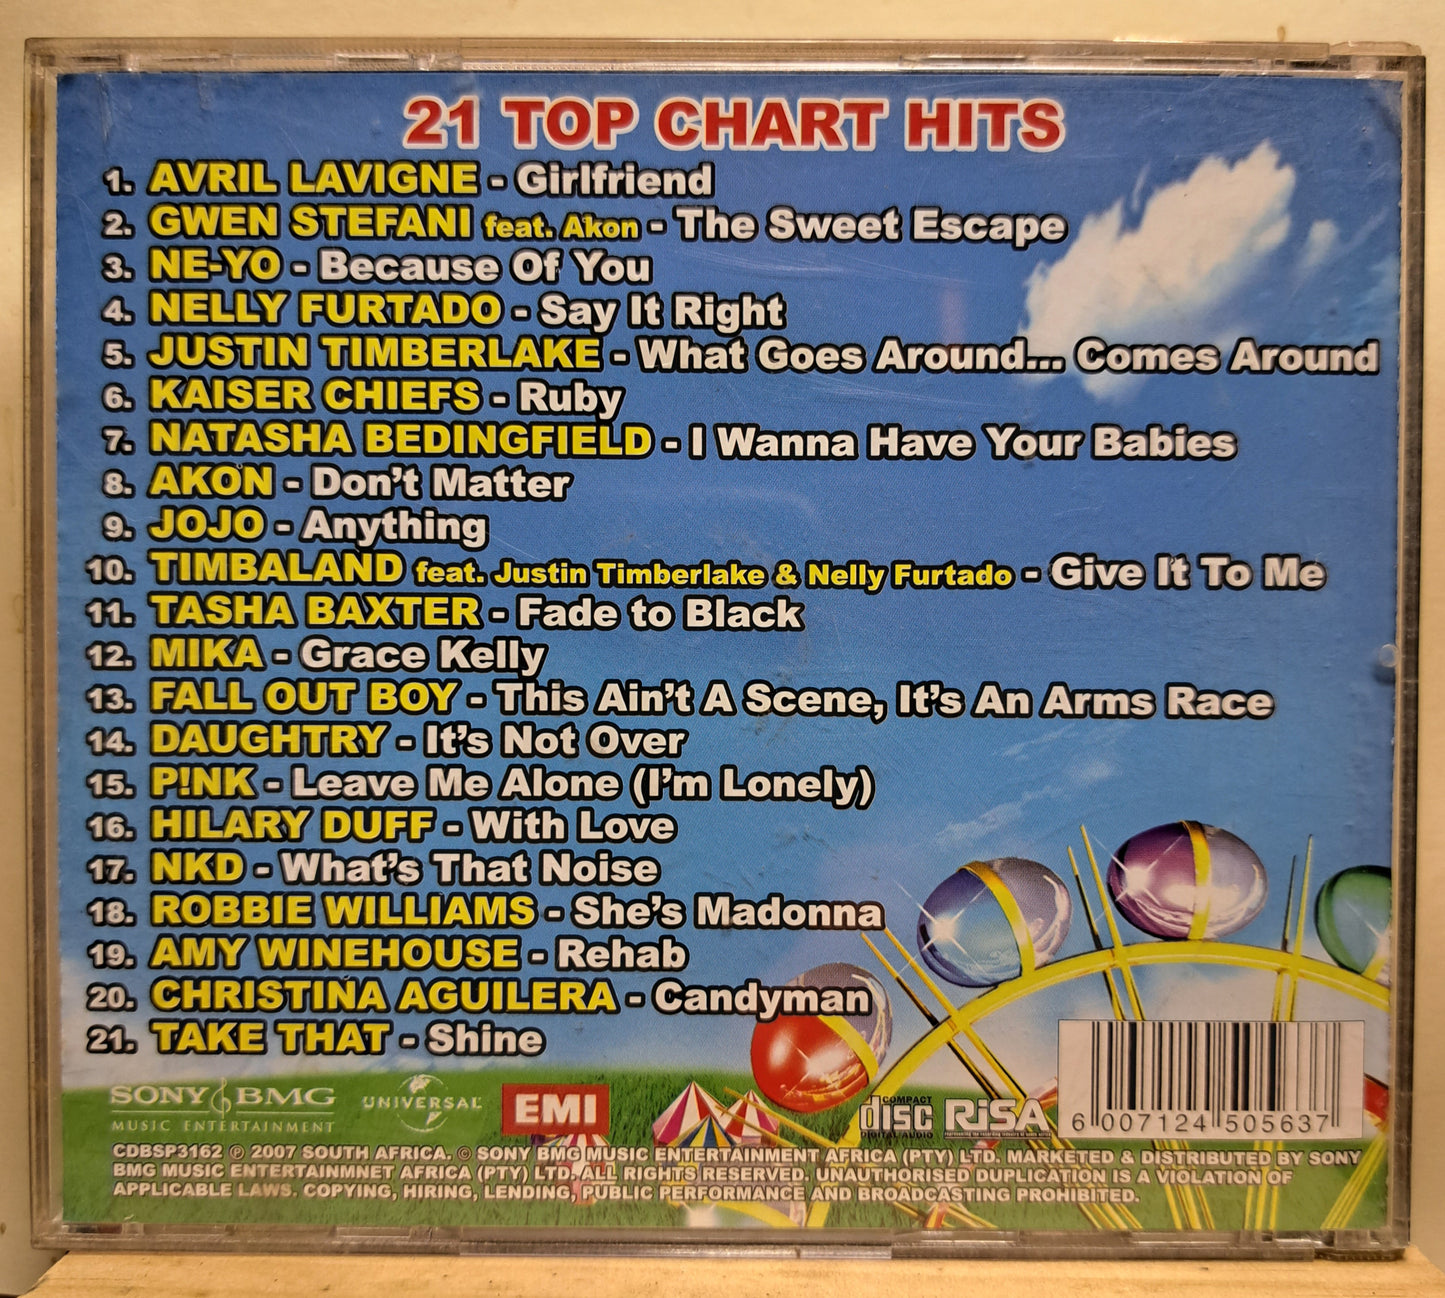 21 TOP CHART HITS
1. AVRIL LAVIGNE - Girlfriend
2. GWEN STEFANI feat. Akon - The Sweet Escape
3. NE-YO - Because Of You
4. NELLY FURTADO - Say It Right
5. JUSTIN TIMBERLAKE - What Goes Around... Comes Around
6. KAISER CHIEFS - Ruby
7. NATASHA BEDINGFIELD - I Wanna Have Your Babies
8. AKON - Don't Matter
9. JOJO - Anything
10. TIMBALAND feat. Justin Timberlake & Nelly Furtado - Give It To Me
11. TASHA BAXTER - Fade to Black
12. MIKA - Grace Kelly
13. FALL OUT BOY - This Ain't A Scene, It's An Arms Race
14. DAUGHTRY - It's Not Over
15. P!NK - Leave Me Alone (I'm Lonely)
16. HILARY DUFF - With Love
17. NKD - What's That Noise
18. ROBBIE WILLIAMS - She's Madonna
19. AMY WINEHOUSE - Rehab
20. CHRISTINA AGUILERA - Candyman
21. TAKE THAT - Shine
SONY BMG
MUSIC ENTERTAINMENT
UNIVERSAL
EMI
COMPACT
disc
DIGITAL AUDIO
RiSA
6 007124 505637
CDBSP3162 ℗ 2007 SOUTH AFRICA. © SONY BMG MUSIC ENTERTAINMENT AFRICA (PTY) LTD. MARKETED & DISTRIBUTED BY SONY
BMG MUSIC ENTERTAINMNET AFRICA (PTY) LTD. ALL RIGHTS RESERVED. UNAUTHORISED DUPLICATION IS A VIOLATION OF
APPLICABLE LAWS. COPYING, HIRING, LENDING, PUBLIC PERFORMANCE AND BROADCASTING PROHIBITED.